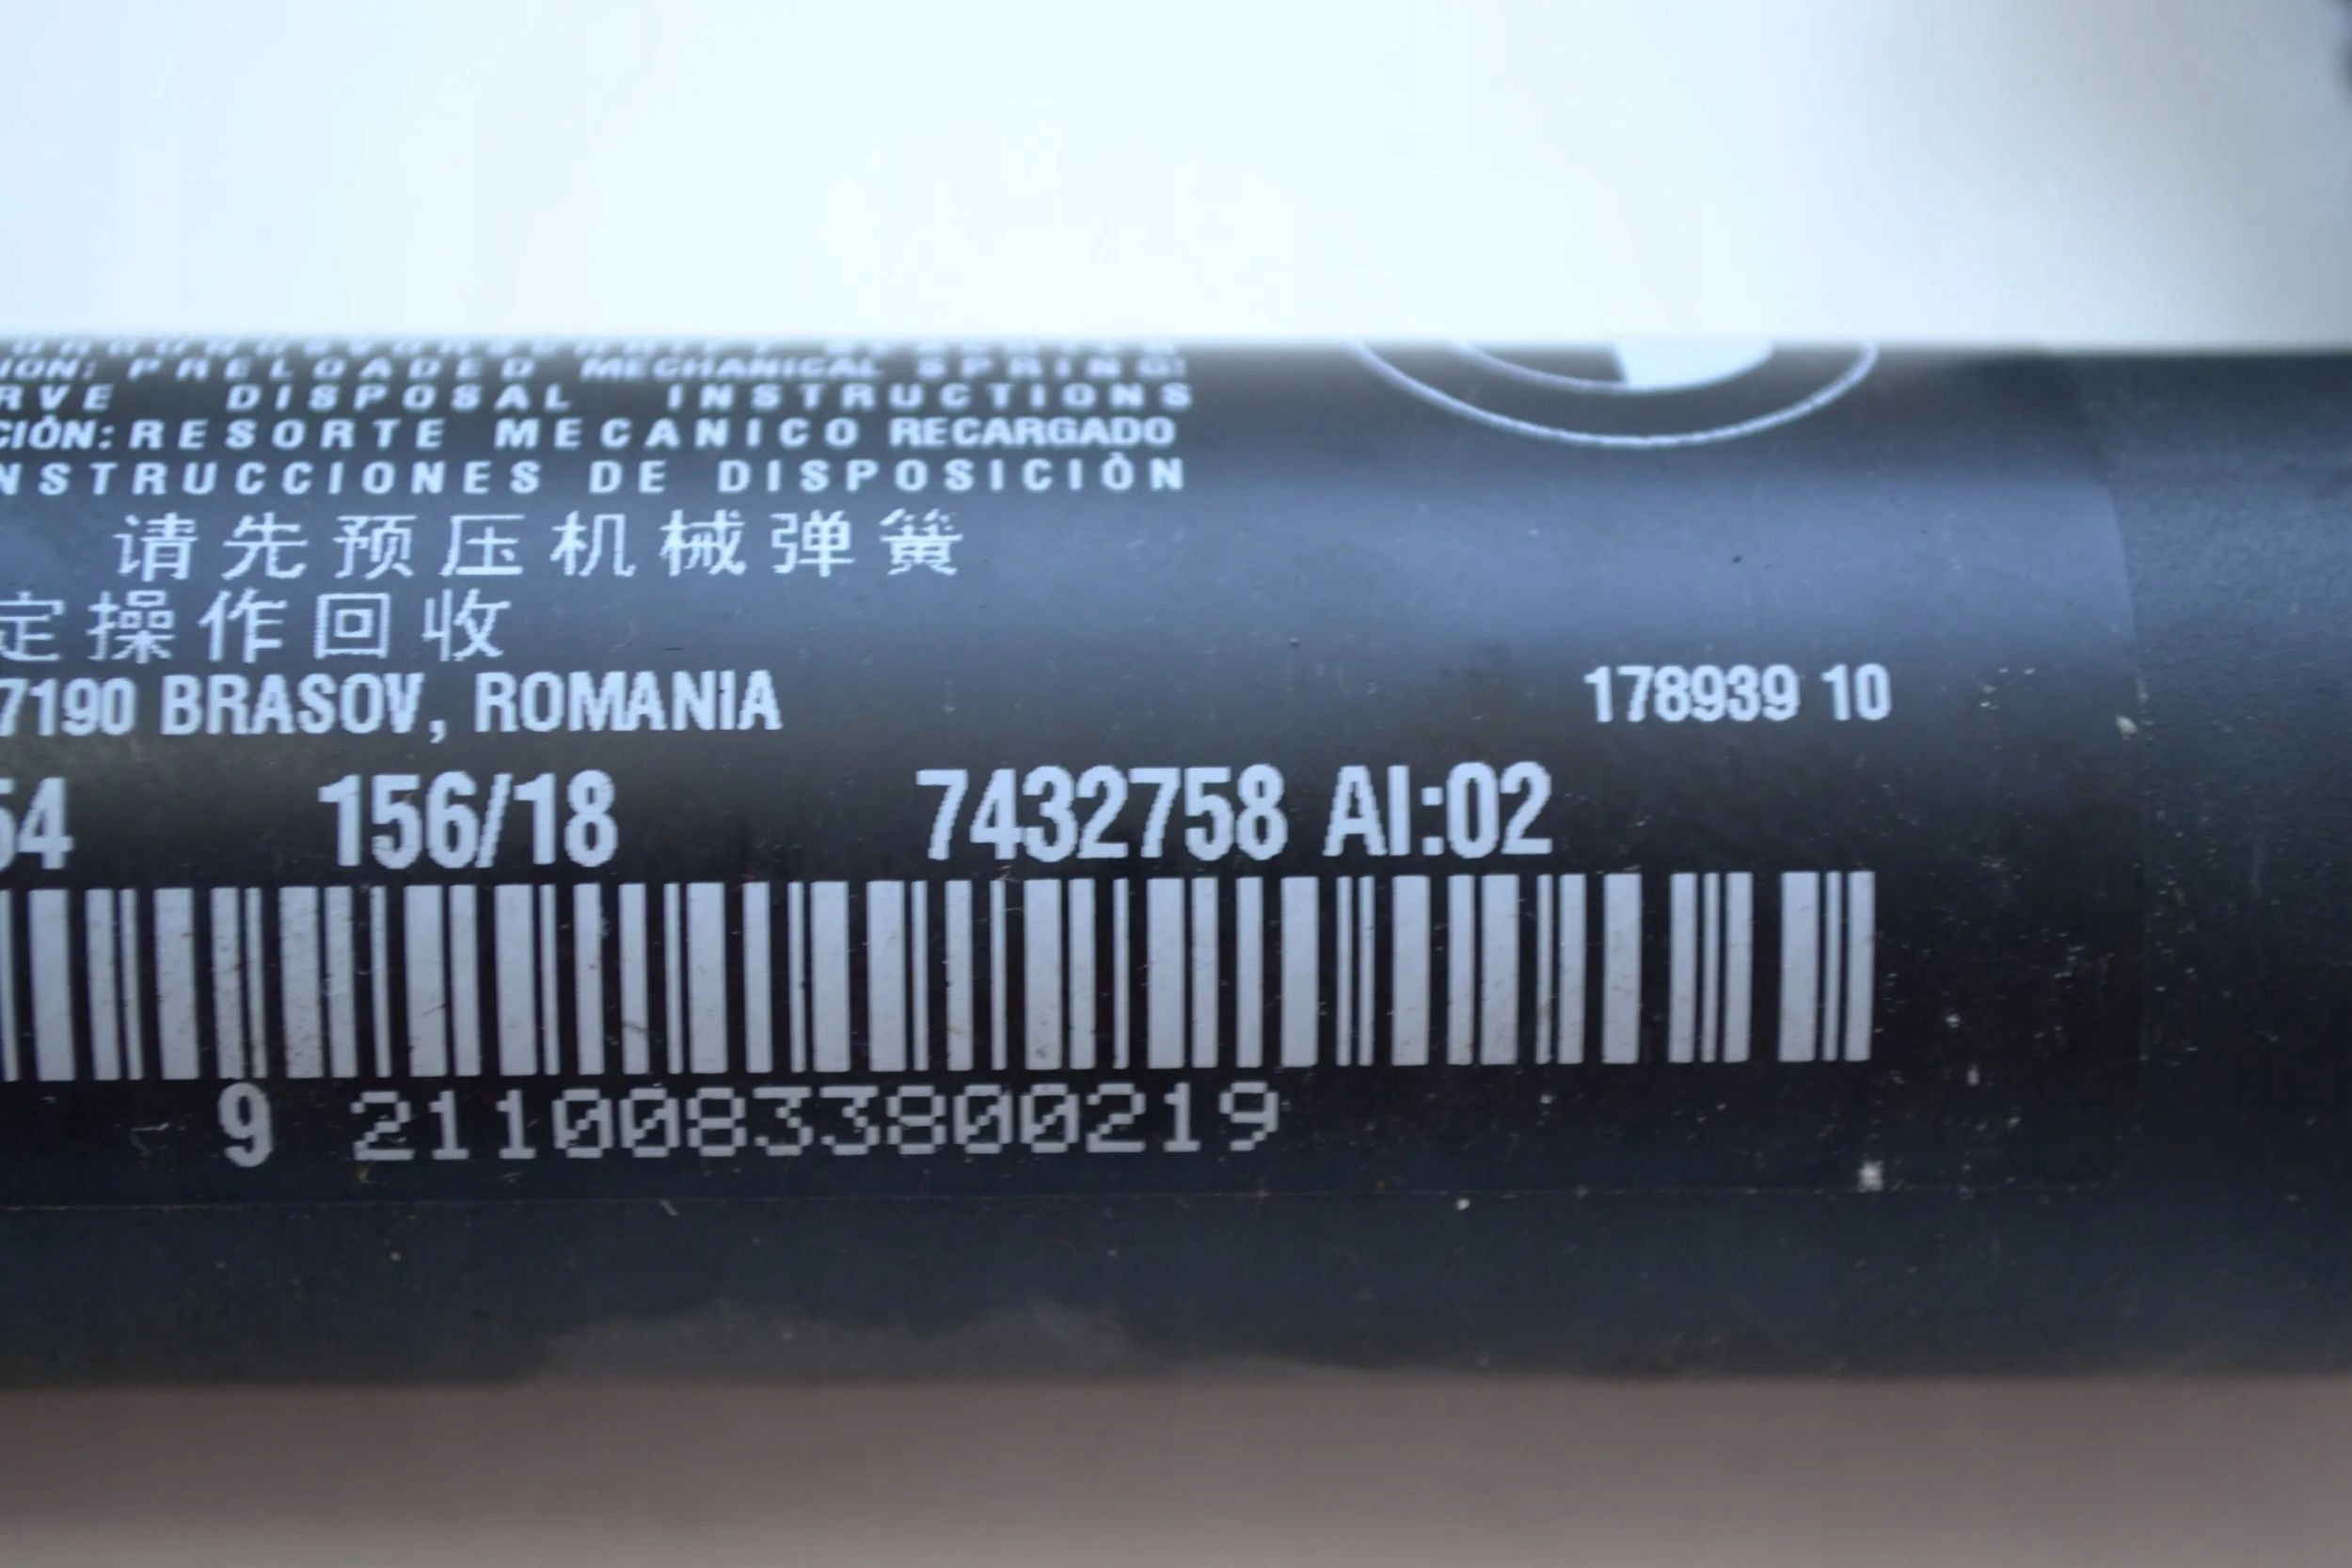 ION: PRELOADED MECHANICAL SPRING!
RVE DISPOSAL INSTRUCTIONS
CIÒN: RESORTE MECANICO RECARGADO
NSTRUCCIONES DE DISPOSICIÒN
请先预压机械弹簧
定操作回收
7190 BRASOV, ROMANIA
178939 10
54 156/18 7432758 AI:02
9 21100833800219